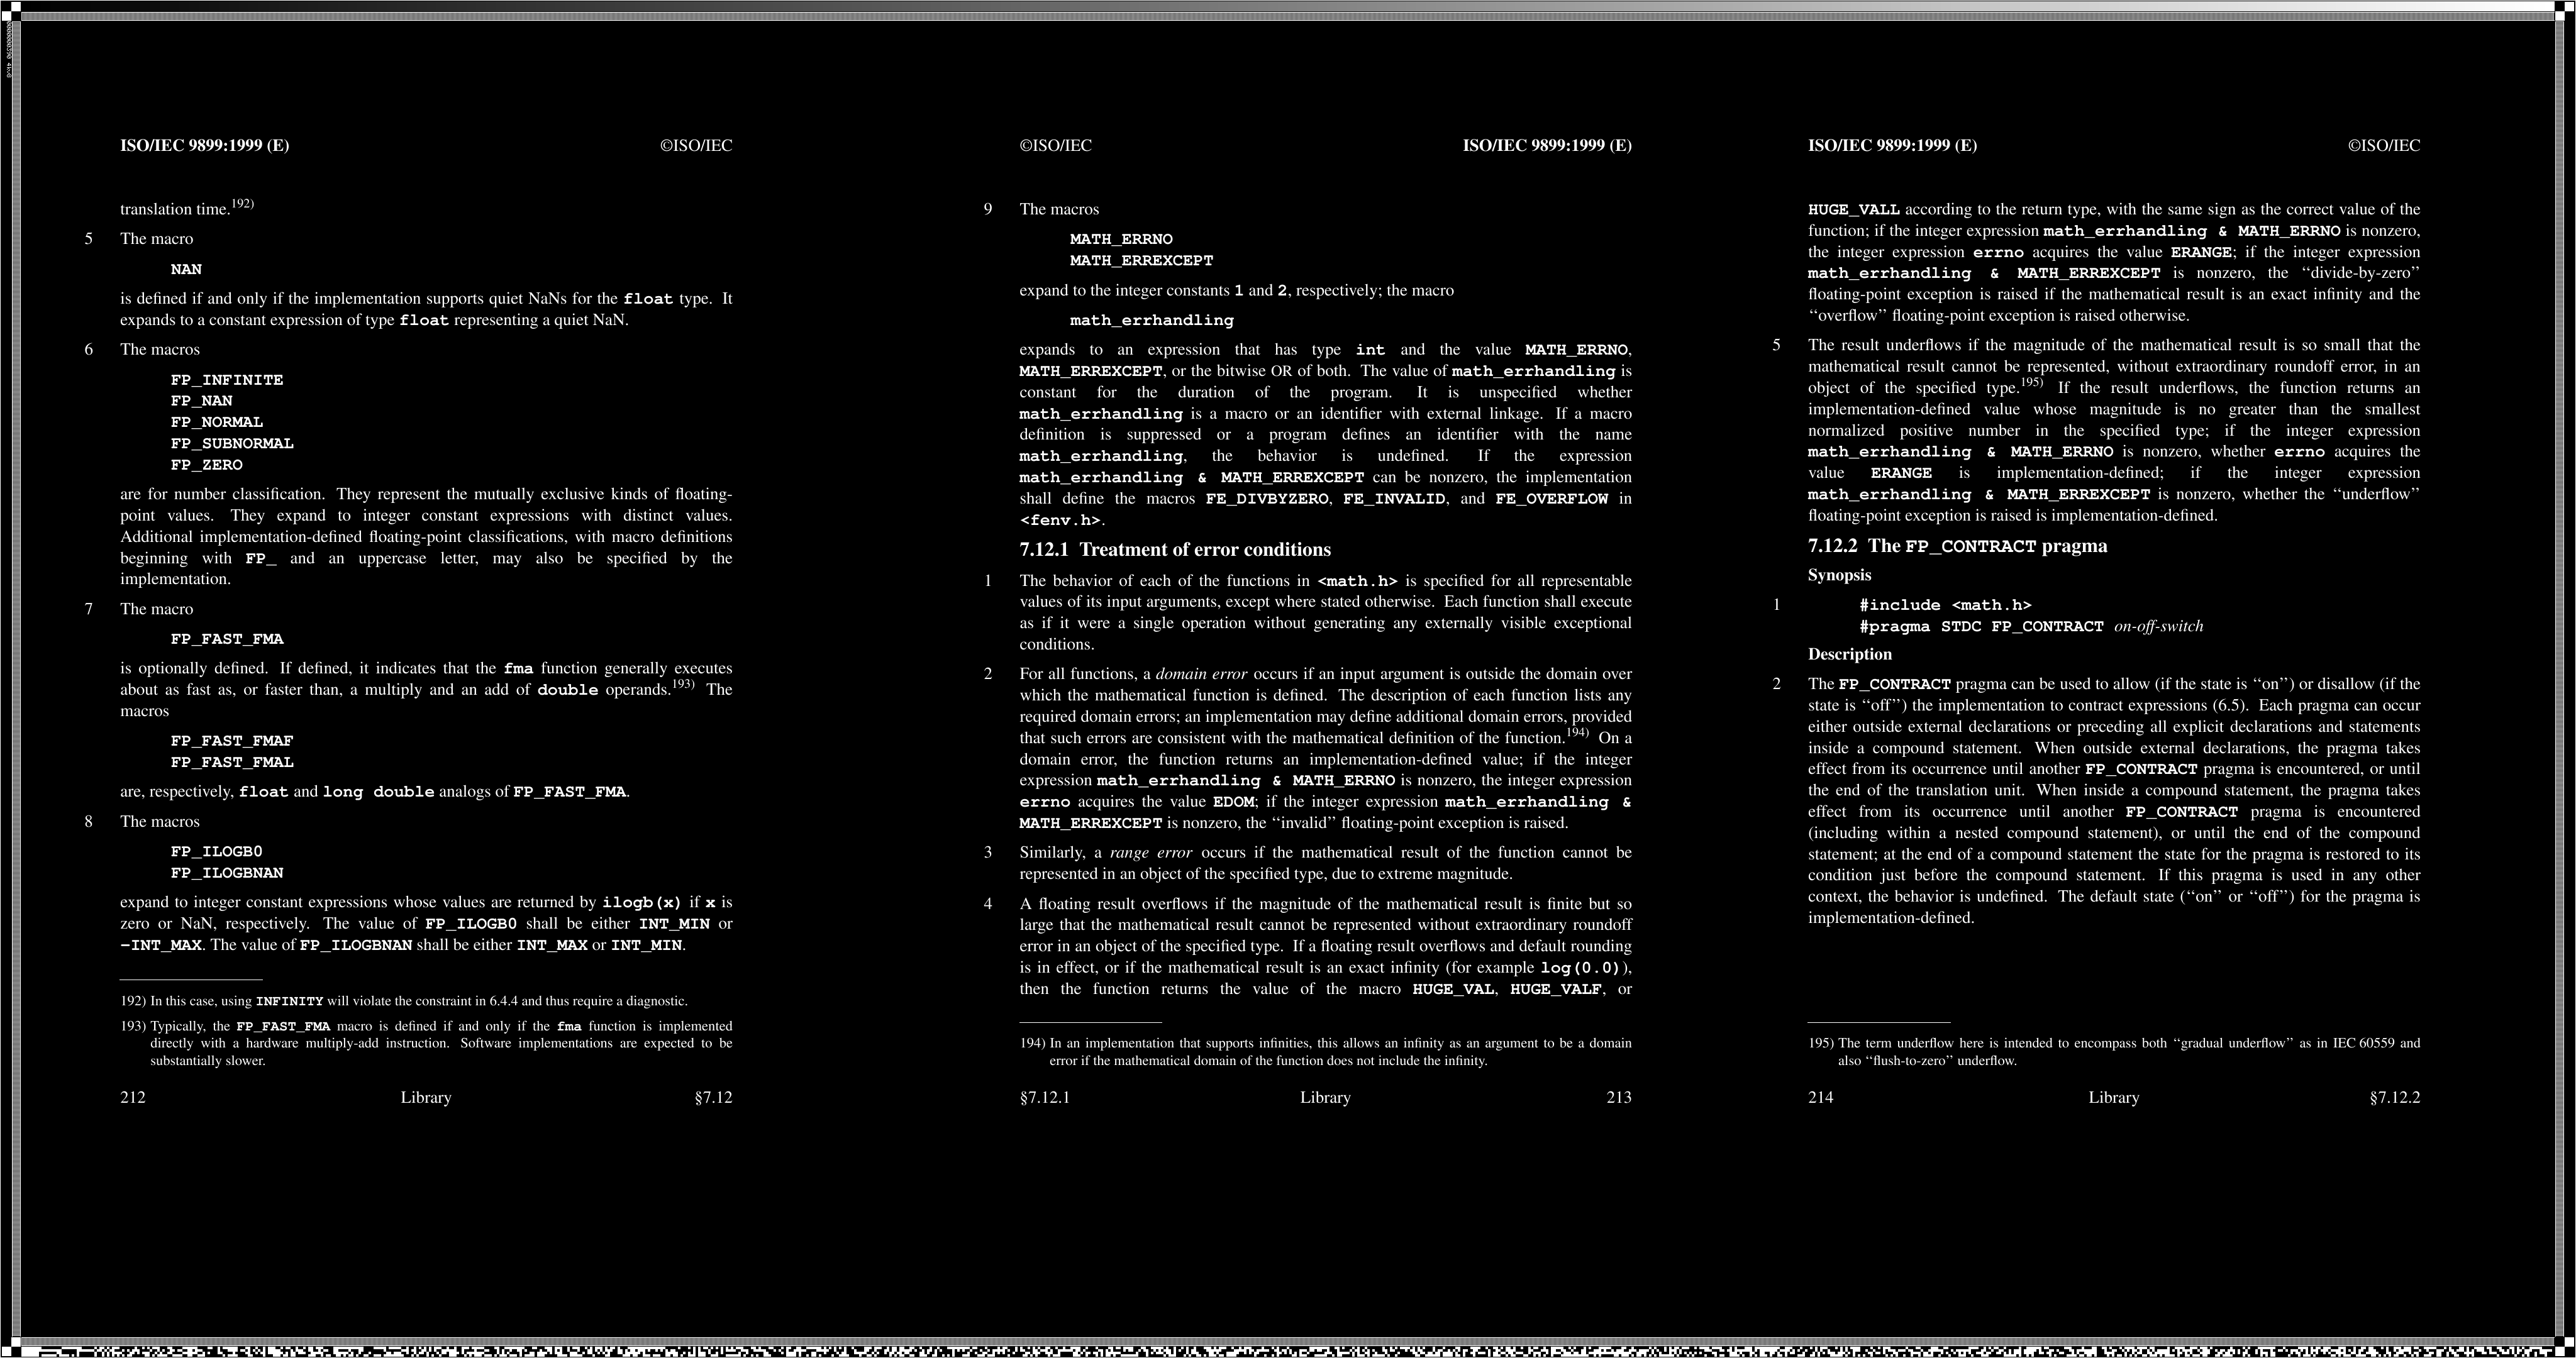 ISO/IEC 9899:1999 (E) ©ISO/IEC
translation time.192)
5 The macro
NAN
is defined if and only if the implementation supports quiet NaNs for the float type. It
expands to a constant expression of type float representing a quiet NaN.
6 The macros
FP_INFINITE
FP_NAN
FP_NORMAL
FP_SUBNORMAL
FP_ZERO
are for number classification. They represent the mutually exclusive kinds of floating-
point values. They expand to integer constant expressions with distinct values.
Additional implementation-defined floating-point classifications, with macro definitions
beginning with FP_ and an uppercase letter, may also be specified by the
implementation.
7 The macro
FP_FAST_FMA
is optionally defined. If defined, it indicates that the fma function generally executes
about as fast as, or faster than, a multiply and an add of double operands.193) The
macros
FP_FAST_FMAF
FP_FAST_FMAL
are, respectively, float and long double analogs of FP_FAST_FMA.
8 The macros
FP_ILOGB0
FP_ILOGBNAN
expand to integer constant expressions whose values are returned by ilogb(x) if x is
zero or NaN, respectively. The value of FP_ILOGB0 shall be either INT_MIN or
-INT_MAX. The value of FP_ILOGBNAN shall be either INT_MAX or INT_MIN.
192) In this case, using INFINITY will violate the constraint in 6.4.4 and thus require a diagnostic.
193) Typically, the FP_FAST_FMA macro is defined if and only if the fma function is implemented
directly with a hardware multiply-add instruction. Software implementations are expected to be
substantially slower.
212 Library §7.12
©ISO/IEC ISO/IEC 9899:1999 (E)
9 The macros
MATH_ERRNO
MATH_ERREXCEPT
expand to the integer constants 1 and 2, respectively; the macro
math_errhandling
expands to an expression that has type int and the value MATH_ERRNO,
MATH_ERREXCEPT, or the bitwise OR of both. The value of math_errhandling is
constant for the duration of the program. It is unspecified whether
math_errhandling is a macro or an identifier with external linkage. If a macro
definition is suppressed or a program defines an identifier with the name
math_errhandling, the behavior is undefined. If the expression
math_errhandling & MATH_ERREXCEPT can be nonzero, the implementation
shall define the macros FE_DIVBYZERO, FE_INVALID, and FE_OVERFLOW in
<fenv.h>.
7.12.1 Treatment of error conditions
1 The behavior of each of the functions in <math.h> is specified for all representable
values of its input arguments, except where stated otherwise. Each function shall execute
as if it were a single operation without generating any externally visible exceptional
conditions.
2 For all functions, a domain error occurs if an input argument is outside the domain over
which the mathematical function is defined. The description of each function lists any
required domain errors; an implementation may define additional domain errors, provided
that such errors are consistent with the mathematical definition of the function.194) On a
domain error, the function returns an implementation-defined value; if the integer
expression math_errhandling & MATH_ERRNO is nonzero, the integer expression
errno acquires the value EDOM; if the integer expression math_errhandling &
MATH_ERREXCEPT is nonzero, the ‘‘invalid’’ floating-point exception is raised.
3 Similarly, a range error occurs if the mathematical result of the function cannot be
represented in an object of the specified type, due to extreme magnitude.
4 A floating result overflows if the magnitude of the mathematical result is finite but so
large that the mathematical result cannot be represented without extraordinary roundoff
error in an object of the specified type. If a floating result overflows and default rounding
is in effect, or if the mathematical result is an exact infinity (for example log(0.0)),
then the function returns the value of the macro HUGE_VAL, HUGE_VALF, or
194) In an implementation that supports infinities, this allows an infinity as an argument to be a domain
error if the mathematical domain of the function does not include the infinity.
§7.12.1 Library 213
ISO/IEC 9899:1999 (E) ©ISO/IEC
HUGE_VALL according to the return type, with the same sign as the correct value of the
function; if the integer expression math_errhandling & MATH_ERRNO is nonzero,
the integer expression errno acquires the value ERANGE; if the integer expression
math_errhandling & MATH_ERREXCEPT is nonzero, the ‘‘divide-by-zero’’
floating-point exception is raised if the mathematical result is an exact infinity and the
‘‘overflow’’ floating-point exception is raised otherwise.
5 The result underflows if the magnitude of the mathematical result is so small that the
mathematical result cannot be represented, without extraordinary roundoff error, in an
object of the specified type.195) If the result underflows, the function returns an
implementation-defined value whose magnitude is no greater than the smallest
normalized positive number in the specified type; if the integer expression
math_errhandling & MATH_ERRNO is nonzero, whether errno acquires the
value ERANGE is implementation-defined; if the integer expression
math_errhandling & MATH_ERREXCEPT is nonzero, whether the ‘‘underflow’’
floating-point exception is raised is implementation-defined.
7.12.2 The FP_CONTRACT pragma
Synopsis
1 #include <math.h>
#pragma STDC FP_CONTRACT on-off-switch
Description
2 The FP_CONTRACT pragma can be used to allow (if the state is ‘‘on’’) or disallow (if the
state is ‘‘off’’) the implementation to contract expressions (6.5). Each pragma can occur
either outside external declarations or preceding all explicit declarations and statements
inside a compound statement. When outside external declarations, the pragma takes
effect from its occurrence until another FP_CONTRACT pragma is encountered, or until
the end of the translation unit. When inside a compound statement, the pragma takes
effect from its occurrence until another FP_CONTRACT pragma is encountered
(including within a nested compound statement), or until the end of the compound
statement; at the end of a compound statement the state for the pragma is restored to its
condition just before the compound statement. If this pragma is used in any other
context, the behavior is undefined. The default state (‘‘on’’ or ‘‘off’’) for the pragma is
implementation-defined.
195) The term underflow here is intended to encompass both ‘‘gradual underflow’’ as in IEC 60559 and
also ‘‘flush-to-zero’’ underflow.
214 Library §7.12.2